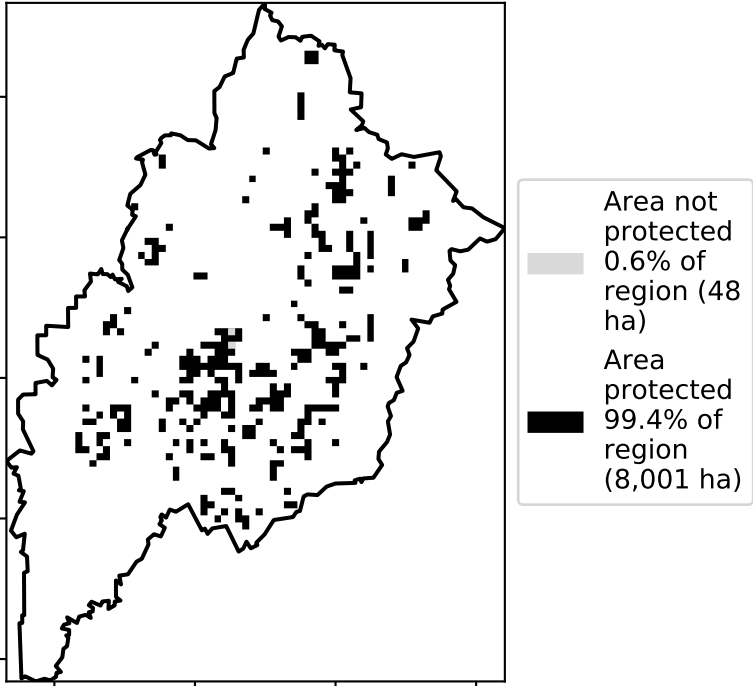 Area not
protected
0.6% of
region (48
ha)
Area
protected
99.4% of
region
(8,001 ha)